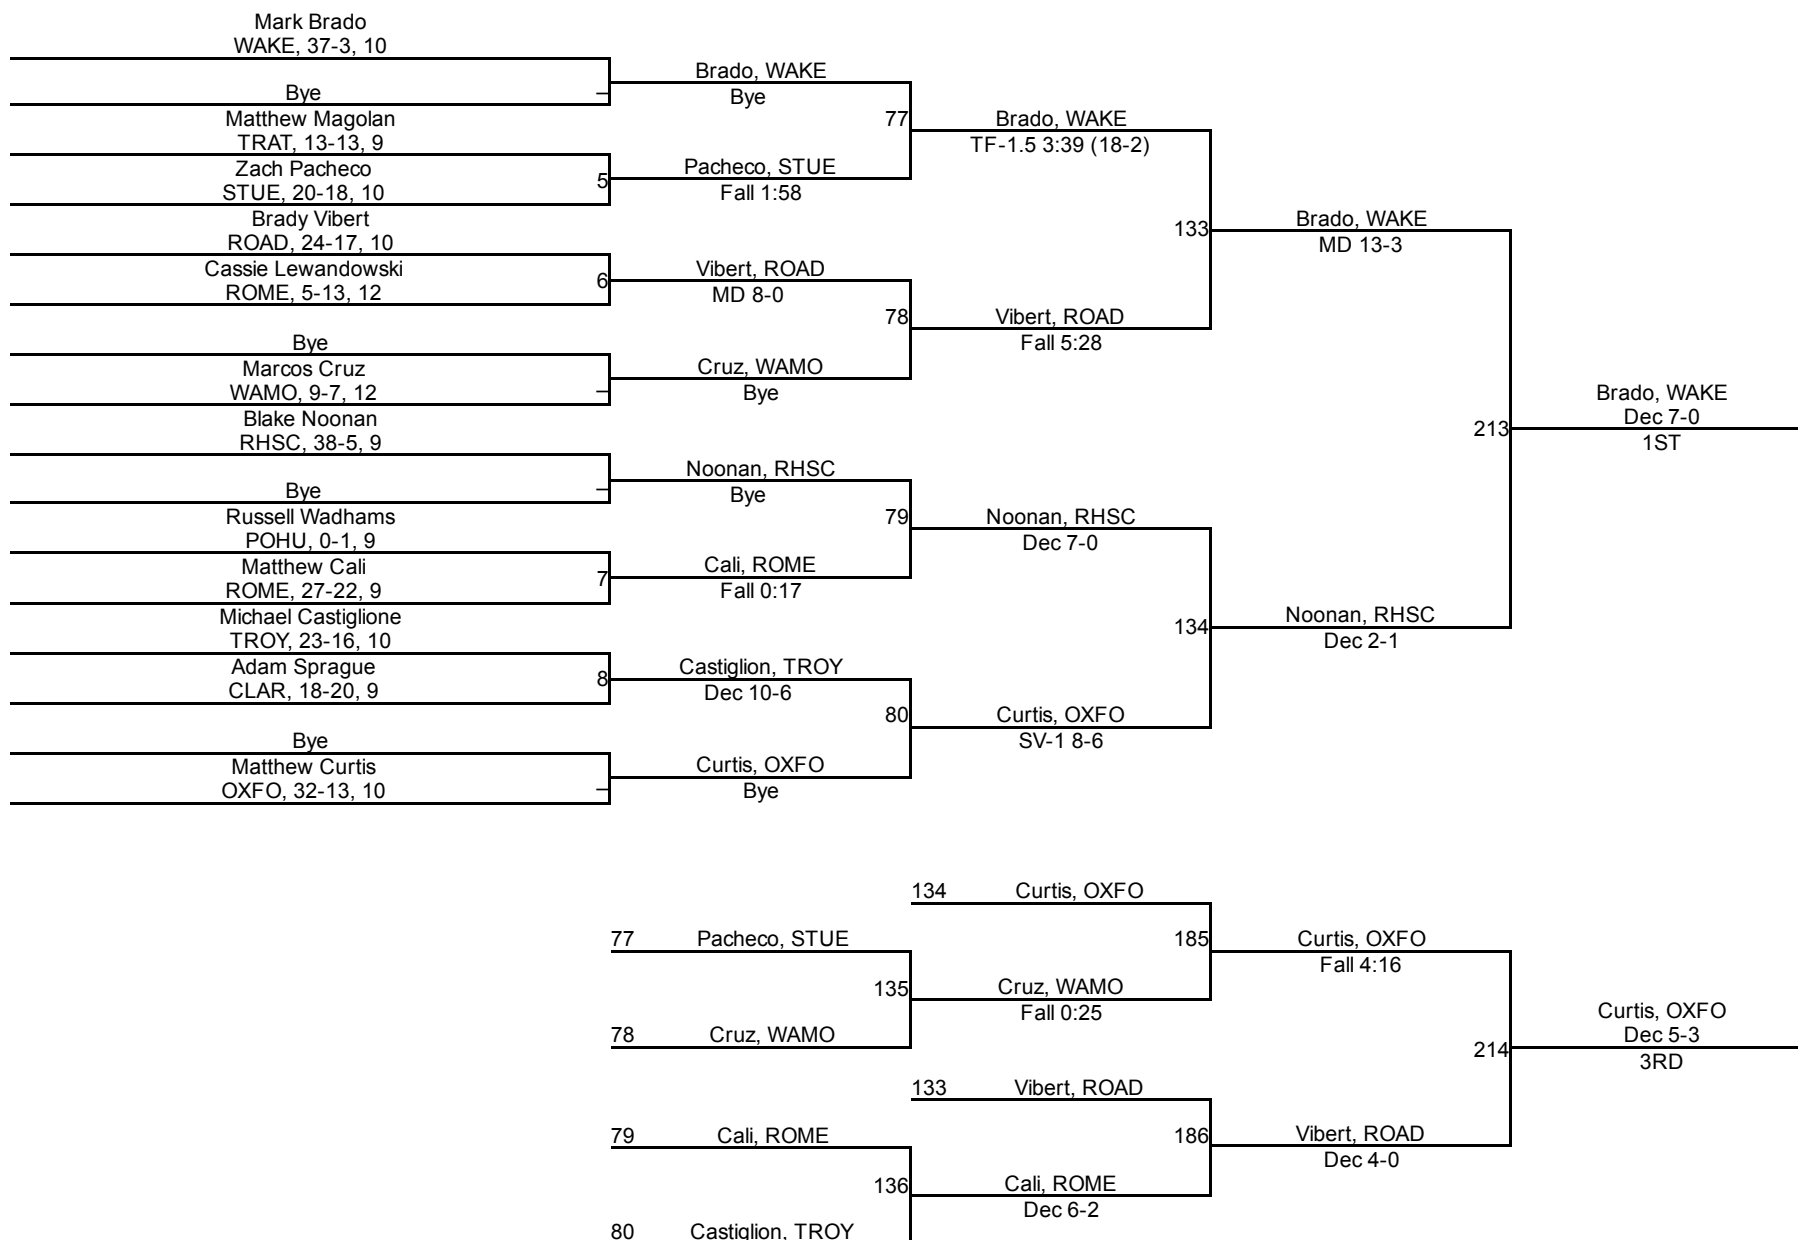 Mark Brado
WAKE, 37-3, 10
Bye
Matthew Magolan
TRAT, 13-13, 9
Zach Pacheco
STUE, 20-18, 10
Brady Vibert
ROAD, 24-17, 10
Cassie Lewandowski
ROME, 5-13, 12
Bye
Marcos Cruz
WAMO, 9-7, 12
Blake Noonan
RHSC, 38-5, 9
Bye
Russell Wadhams
POHU, 0-1, 9
Matthew Cali
ROME, 27-22, 9
Michael Castiglione
TROY, 23-16, 10
Adam Sprague
CLAR, 18-20, 9
Bye
Matthew Curtis
OXFO, 32-13, 10
–
5
6
–
–
7
8
–
Brado, WAKE
Bye
Pacheco, STUE
Fall 1:58
Vibert, ROAD
MD 8-0
Cruz, WAMO
Bye
Noonan, RHSC
Bye
Cali, ROME
Fall 0:17
Castiglion, TROY
Dec 10-6
Curtis, OXFO
Bye
77
78
79
80
Brado, WAKE
TF-1.5 3:39 (18-2)
Vibert, ROAD
Fall 5:28
Noonan, RHSC
Dec 7-0
Curtis, OXFO
SV-1 8-6
133
134
Brado, WAKE
MD 13-3
Noonan, RHSC
Dec 2-1
213
Brado, WAKE
Dec 7-0
1ST
77 Pacheco, STUE
78 Cruz, WAMO
79 Cali, ROME
80 Castiglion, TROY
135
136
134 Curtis, OXFO
Cruz, WAMO
Fall 0:25
133 Vibert, ROAD
Cali, ROME
Dec 6-2
185
186
Curtis, OXFO
Fall 4:16
Vibert, ROAD
Dec 4-0
214
Curtis, OXFO
Dec 5-3
3RD